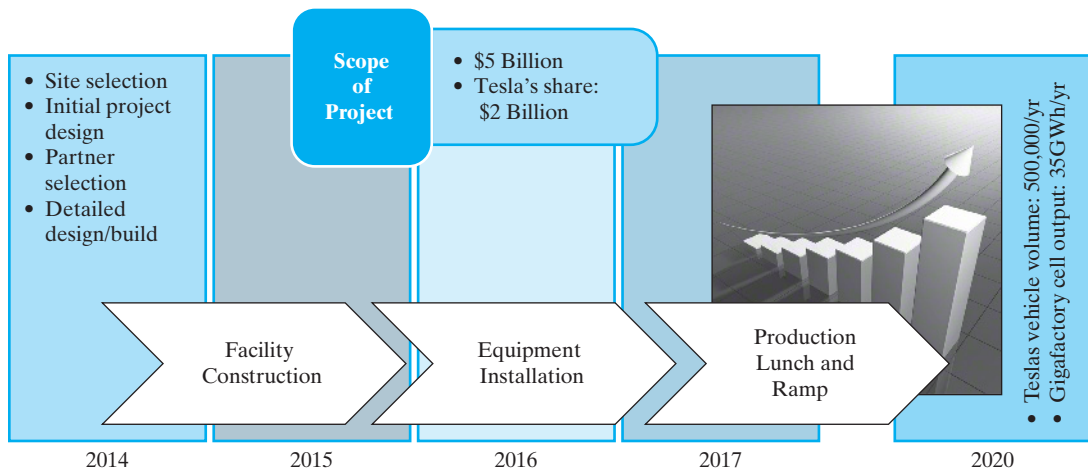 Scope
of
Project
• $5 Billion
• Tesla's share:
$2 Billion
• Site selection
• Initial project
design
• Partner
selection
• Detailed
design/build
Facility
Construction
Equipment
Installation
Production
Lunch and
Ramp
• Teslas vehicle volume: 500,000/yr
• Gigafactory cell output: 35GWh/yr
2014
2015
2016
2017
2020